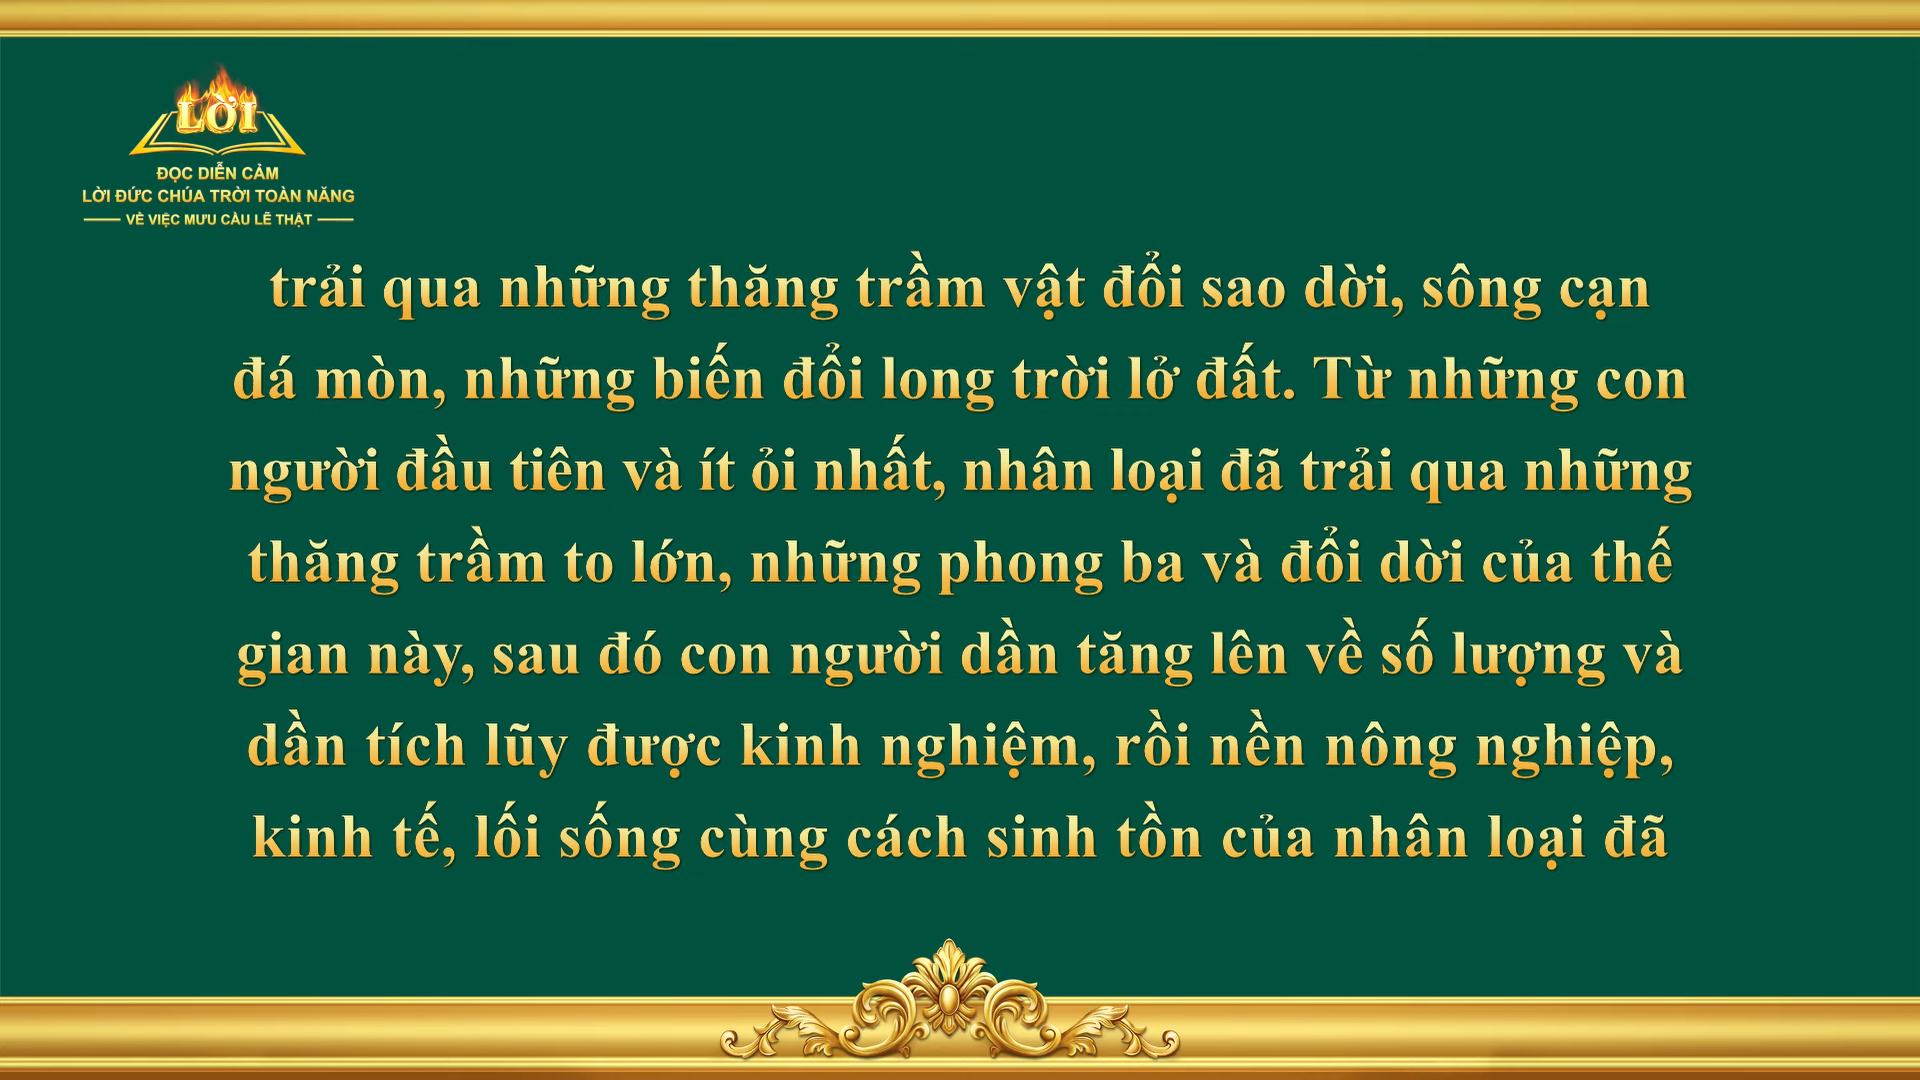 LỜI
ĐỌC DIỄN CẢM
LỜI ĐỨC CHÚA TRỜI TOÀN NĂNG
VỀ VIỆC MƯU CẦU LẼ THẬT
trải qua những thăng trầm vật đổi sao dời, sông cạn
đá mòn, những biến đổi long trời lở đất. Từ những con
người đầu tiên và ít ỏi nhất, nhân loại đã trải qua những
thăng trầm to lớn, những phong ba và đổi dời của thế
gian này, sau đó con người dần tăng lên về số lượng và
dần tích lũy được kinh nghiệm, rồi nền nông nghiệp,
kinh tế, lối sống cùng cách sinh tồn của nhân loại đã